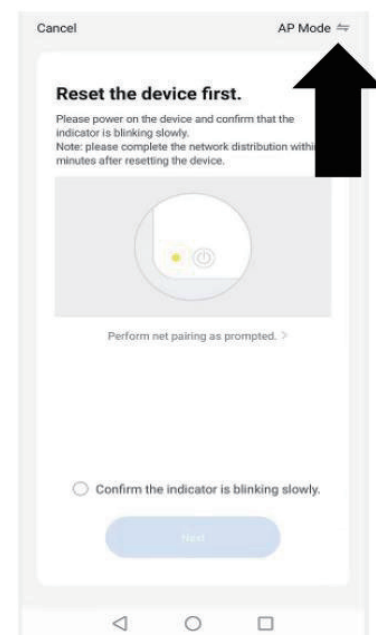 Cancel
AP Mode
Reset the device first.
Please power on the device and confirm that the
indicator is blinking slowly.
Note: please complete the network distribution within
minutes after resetting the device.
Perform net pairing as prompted. >
Confirm the indicator is blinking slowly.
Next